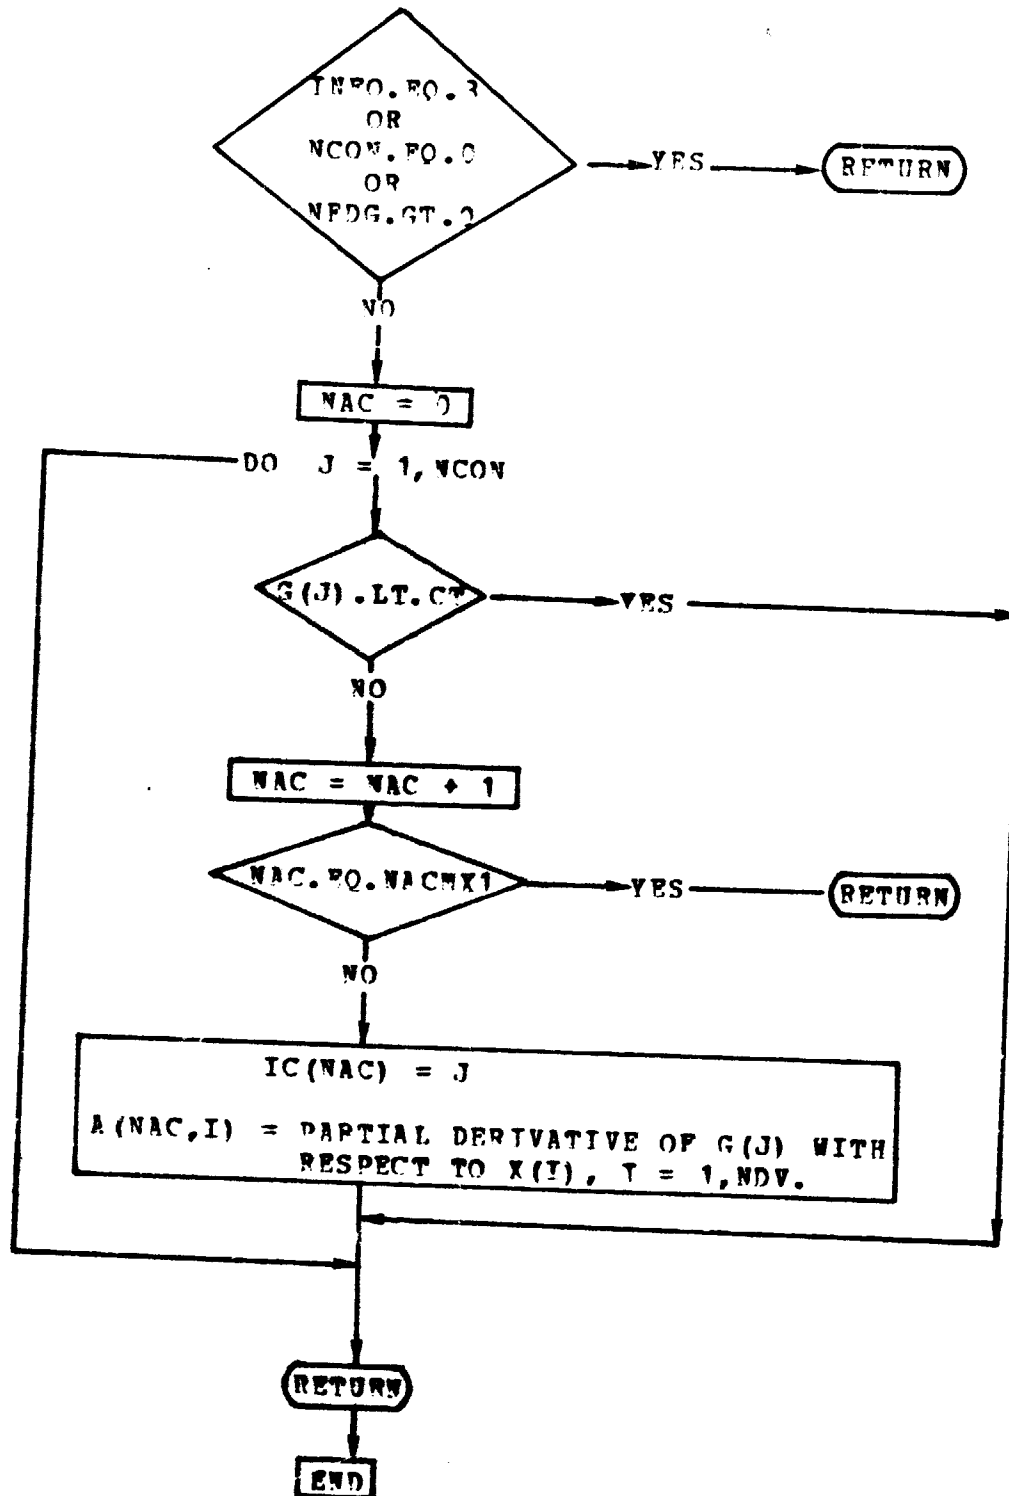 INFO.EQ.3
OR
NCON.EQ.0
OR
NFDG.GT.0
YES
RETURN
NO
NAC = 0
DO J = 1,NCON
G(J).LT.CT
YES
NO
NAC = NAC + 1
NAC.EQ.NACMX1
YES
RETURN
NO
IC(NAC) = J
A(NAC,I) = PARTIAL DERIVATIVE OF G(J) WITH
RESPECT TO X(I), I = 1,NDV.
RETURN
END